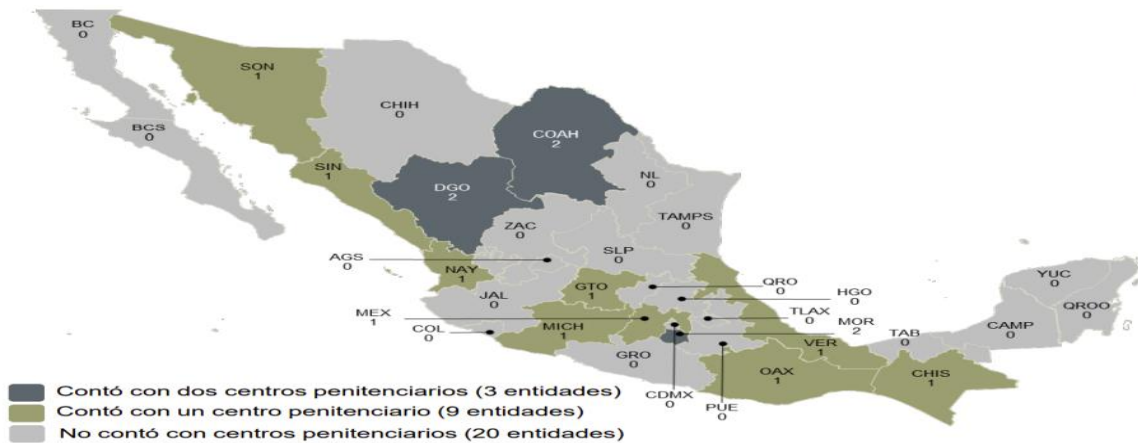 BC
0
SON
1
CHIH
0
COAH
2
BCS
0
SIN
1
DGO
2
NL
0
TAMPS
0
ZAC
0
SLP
0
AGS
0
NAY
1
GTO
1
QRO
0
HGO
0
YUC
0
QROO
0
JAL
0
MEX
1
TLAX
0
MOR
2
CAMP
0
COL
0
MICH
1
VER
1
TAB
0
GRO
0
OAX
1
CHIS
1
CDMX
0
PUE
0
Contó con dos centros penitenciarios (3 entidades)
Contó con un centro penitenciario (9 entidades)
No contó con centros penitenciarios (20 entidades)